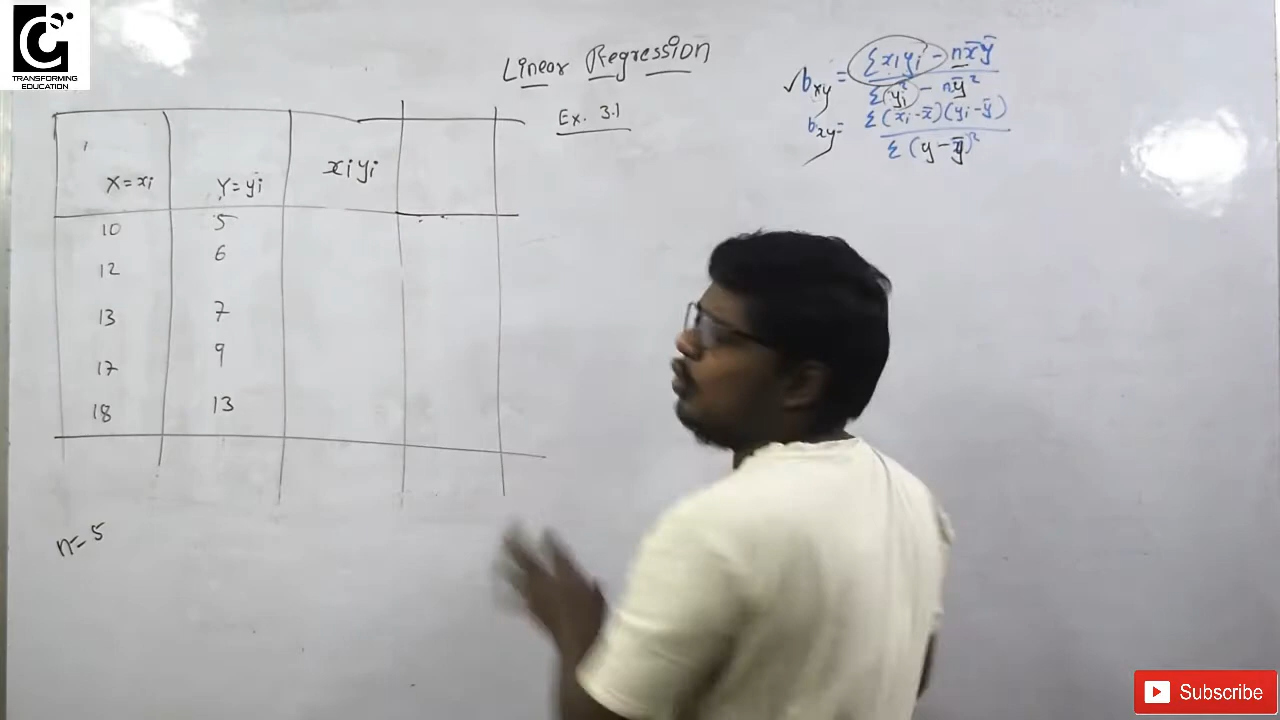 TRANSFORMING
EDUCATION
Linear Regression
Ex. 3.1
bxy = Σxiyi - nx̄ȳ / Σyi² - nȳ²
bxy = Σ(xi-x̄)(yi-ȳ) / Σ(y-ȳ)²
X=xi Y=yi xiyi
10 5
12 6
13 7
17 9
18 13
n=5
Subscribe